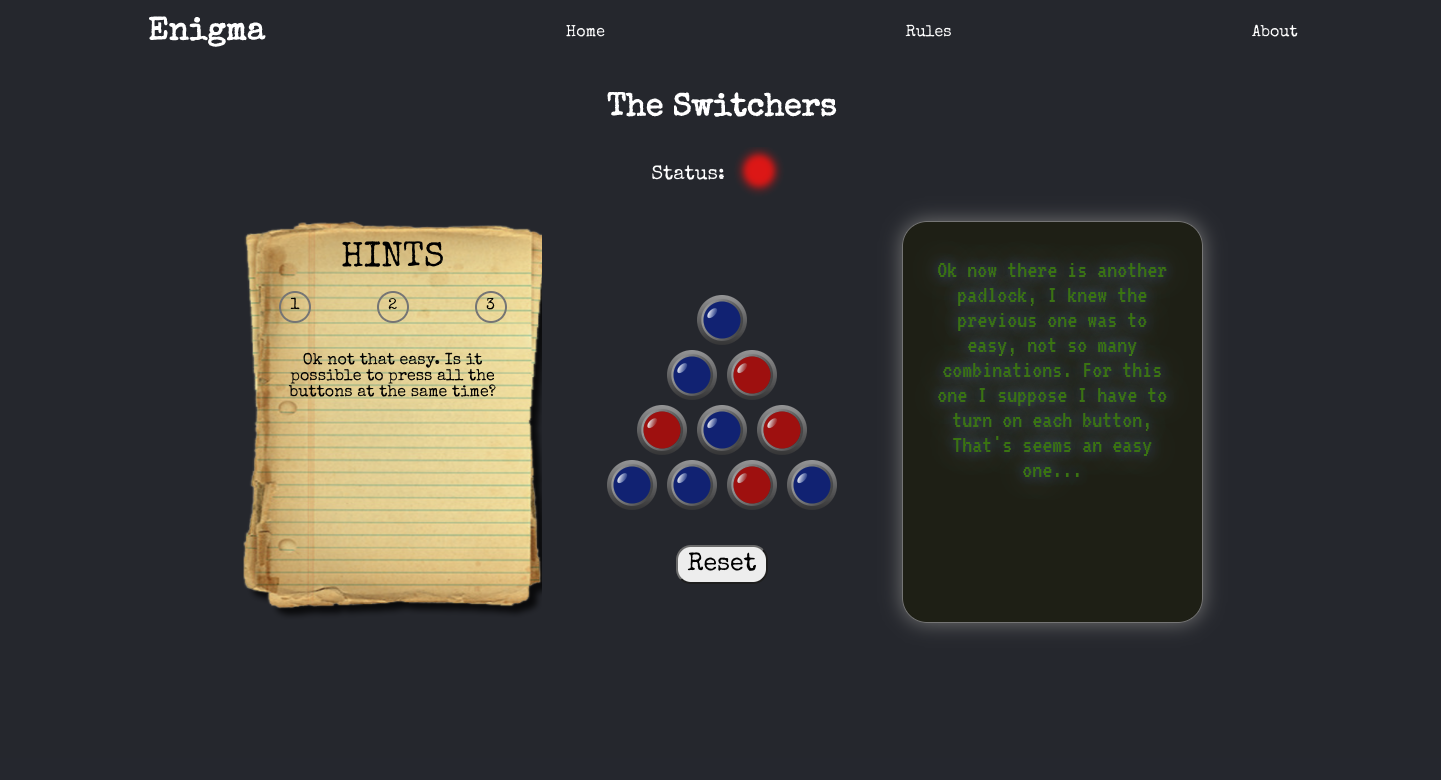 Enigma
Home
Rules
About
The Switchers
Status:
HINTS
1
2
3
Ok not that easy. Is it
possible to press all the
buttons at the same time?
Reset
Ok now there is another
padlock, I knew the
previous one was to
easy, not so many
combinations. For this
one I suppose I have to
turn on each button,
That's seems an easy
one...